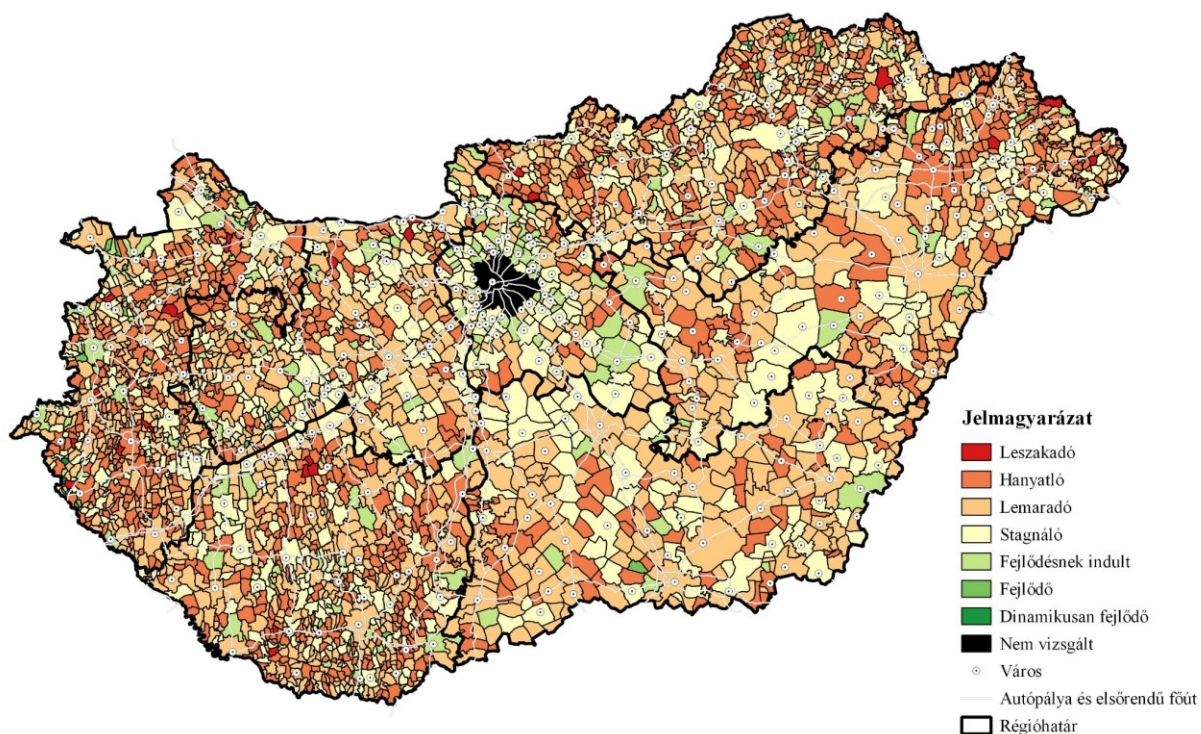 Jelmagyarázat
Leszakadó
Hanyatló
Lemaradó
Stagnáló
Fejlődésnek indult
Fejlődő
Dinamikusan fejlődő
Nem vizsgált
Város
Autópálya és elsőrendű főút
Régióhatár